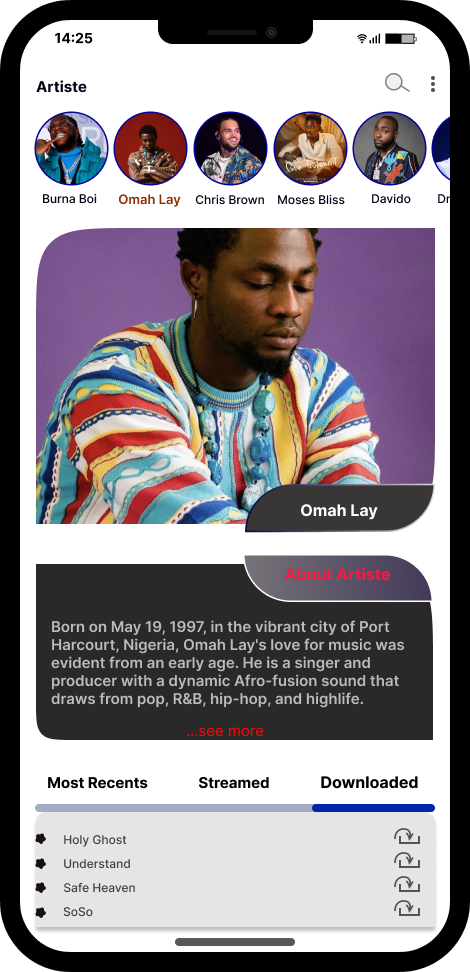 14:25
Artiste
Burna Boi
Omah Lay
Chris Brown
Moses Bliss
Davido
Omah Lay
About Artiste
Born on May 19, 1997, in the vibrant city of Port
Harcourt, Nigeria, Omah Lay's love for music was
evident from an early age. He is a singer and
producer with a dynamic Afro-fusion sound that
draws from pop, R&B, hip-hop, and highlife.
...see more
Most Recents
Streamed
Downloaded
Holy Ghost
Understand
Safe Heaven
SoSo